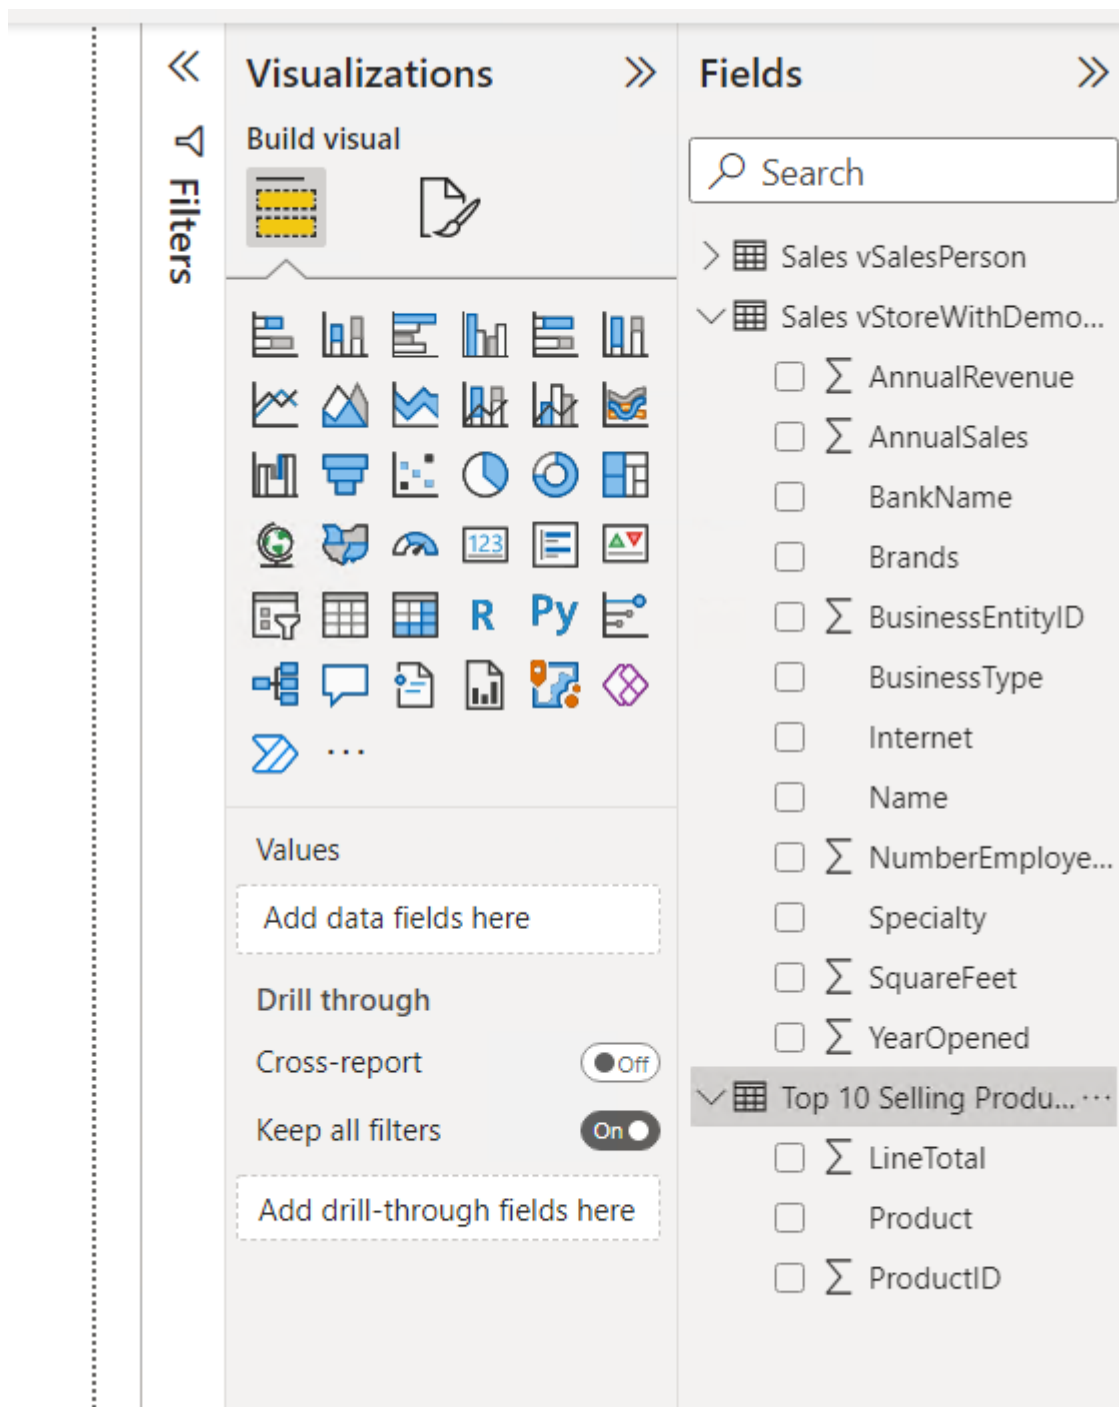 Filters
Visualizations
Build visual
123
R
Py
Values
Add data fields here
Drill through
Cross-report
Off
Keep all filters
On
Add drill-through fields here
Fields
Search
Sales vSalesPerson
Sales vStoreWithDemo...
AnnualRevenue
AnnualSales
BankName
Brands
BusinessEntityID
BusinessType
Internet
Name
NumberEmploye...
Specialty
SquareFeet
YearOpened
Top 10 Selling Produ...
LineTotal
Product
ProductID